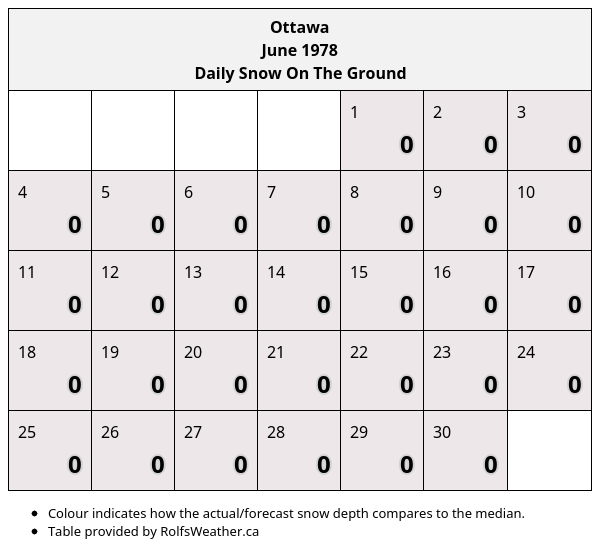 Ottawa
June 1978
Daily Snow On The Ground
1 2 3
0 0 0
4 5 6 7 8 9 10
0 0 0 0 0 0 0
11 12 13 14 15 16 17
0 0 0 0 0 0 0
18 19 20 21 22 23 24
0 0 0 0 0 0 0
25 26 27 28 29 30
0 0 0 0 0 0
• Colour indicates how the actual/forecast snow depth compares to the median.
• Table provided by RolfsWeather.ca